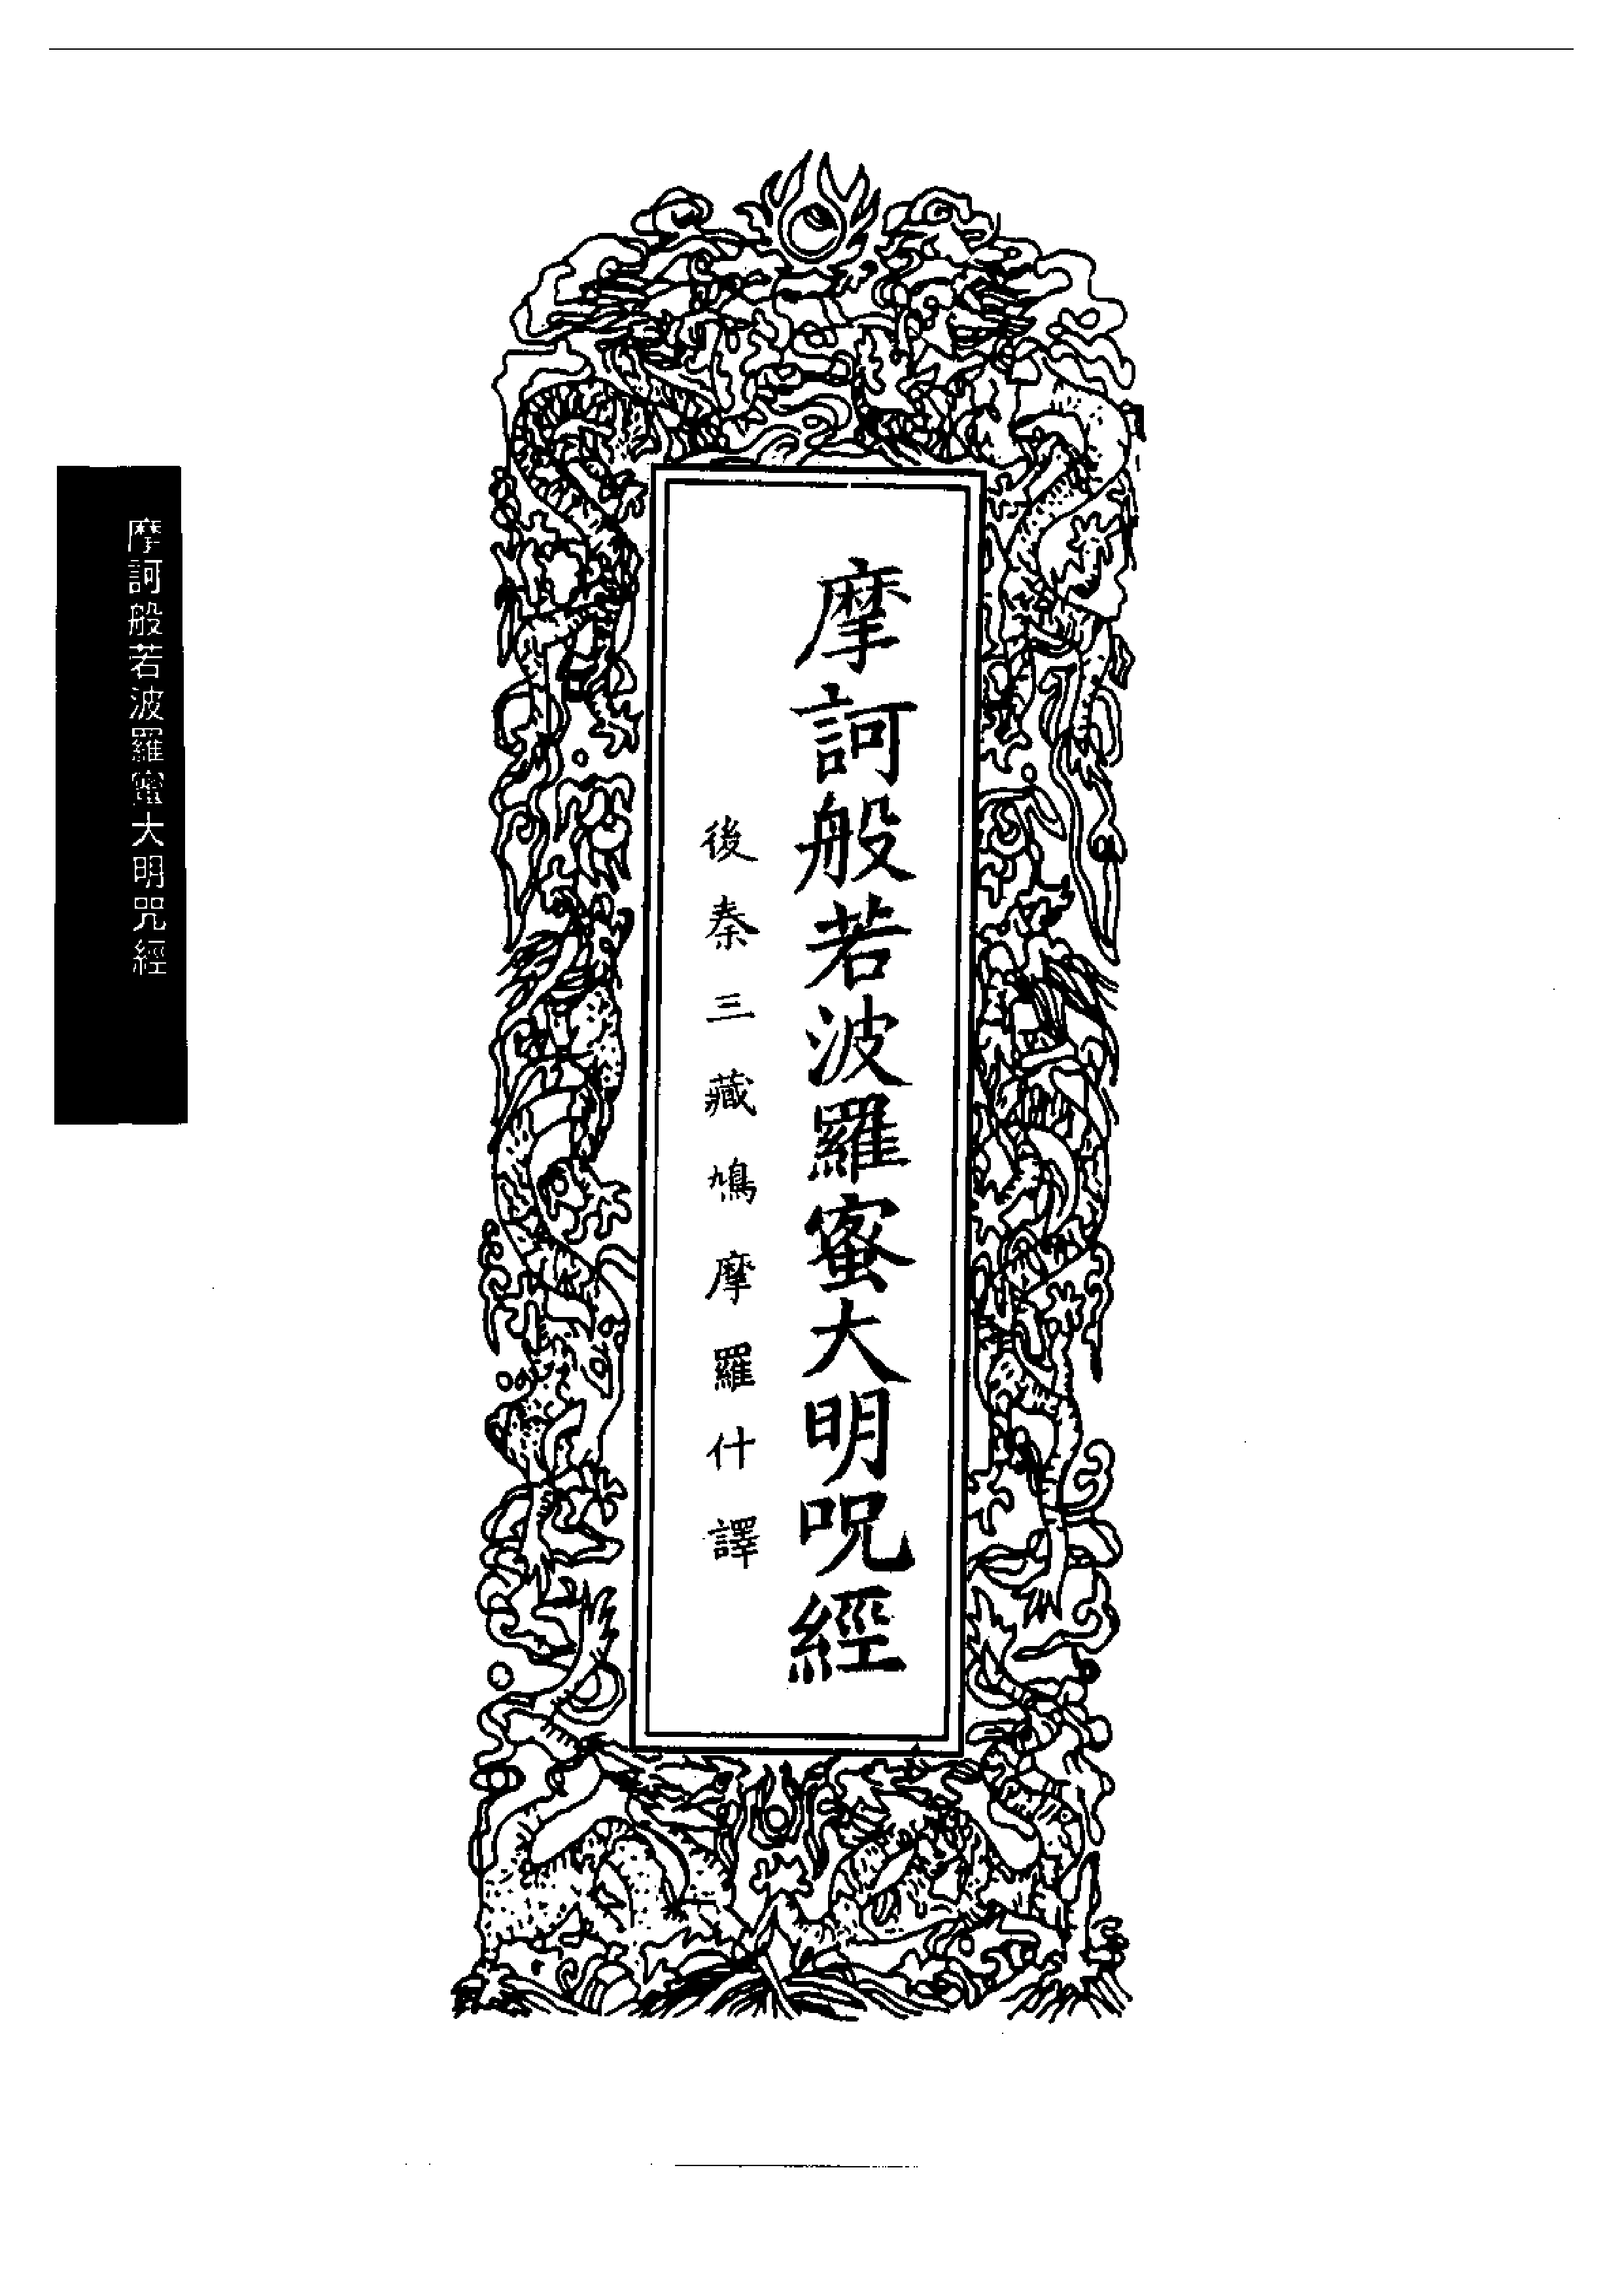 摩訶般若波羅蜜大明呪經
後秦三藏鳩摩羅什譯
摩訶般若波羅蜜大明咒經